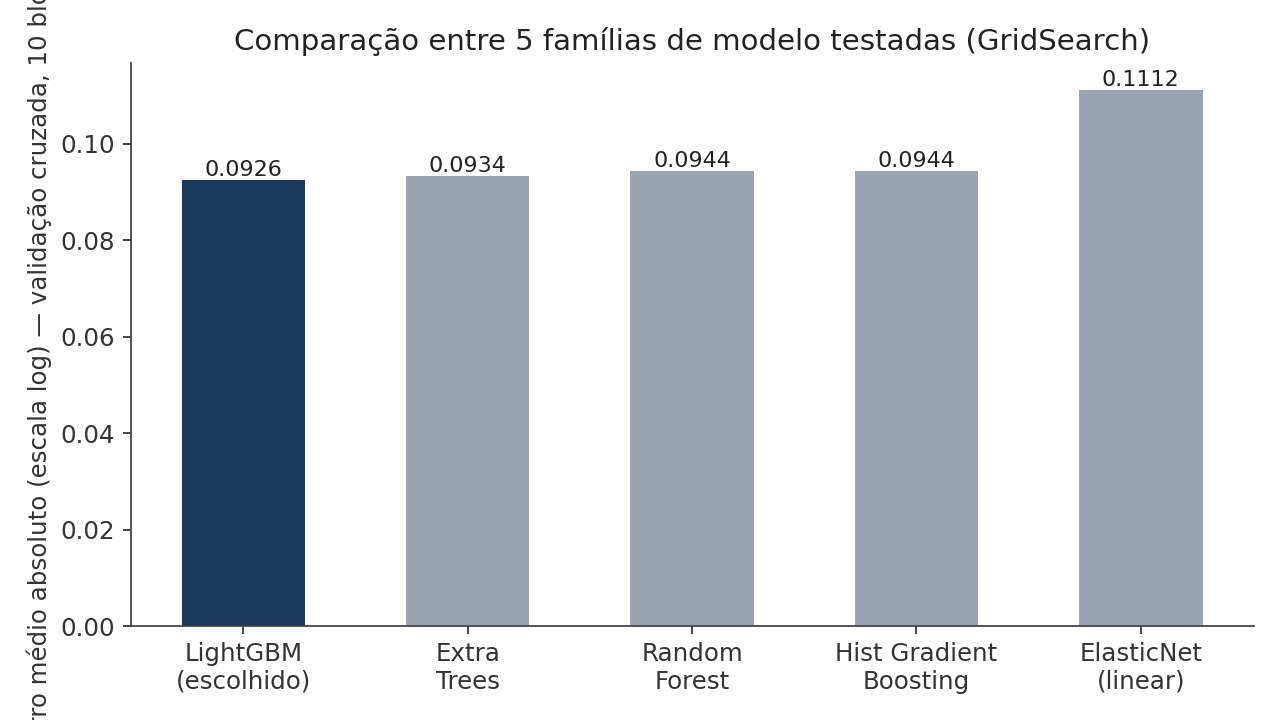 Comparação entre 5 famílias de modelo testadas (GridSearch)
médio absoluto (escala log) — validação cruzada, 10
0.10
0.08
0.06
0.04
0.02
0.00
0.0926
0.0934
0.0944
0.0944
0.1112
LightGBM
(escolhido)
Extra
Trees
Random
Forest
Hist Gradient
Boosting
ElasticNet
(linear)